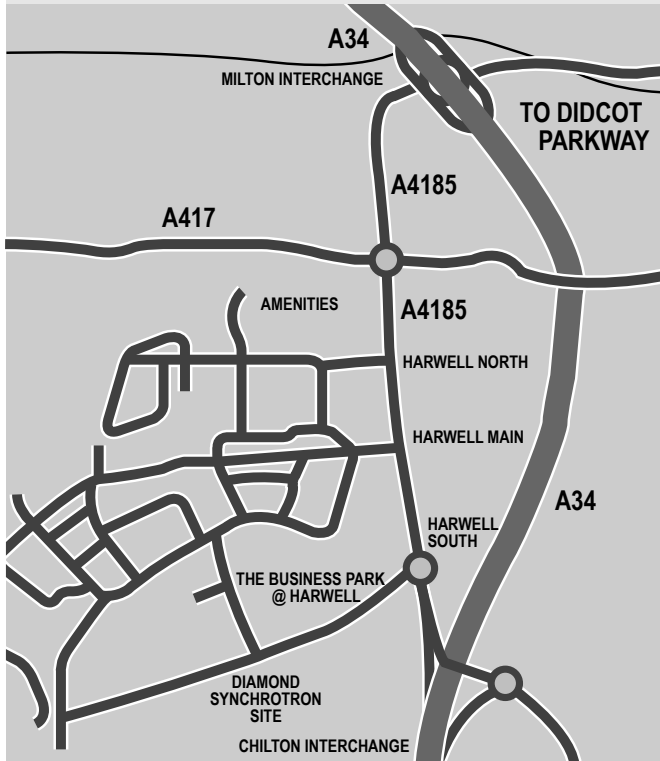 A34
MILTON INTERCHANGE
TO DIDCOT
PARKWAY
A4185
A417
AMENITIES
A4185
HARWELL NORTH
HARWELL MAIN
A34
HARWELL
SOUTH
THE BUSINESS PARK
@ HARWELL
DIAMOND
SYNCHROTRON
SITE
CHILTON INTERCHANGE